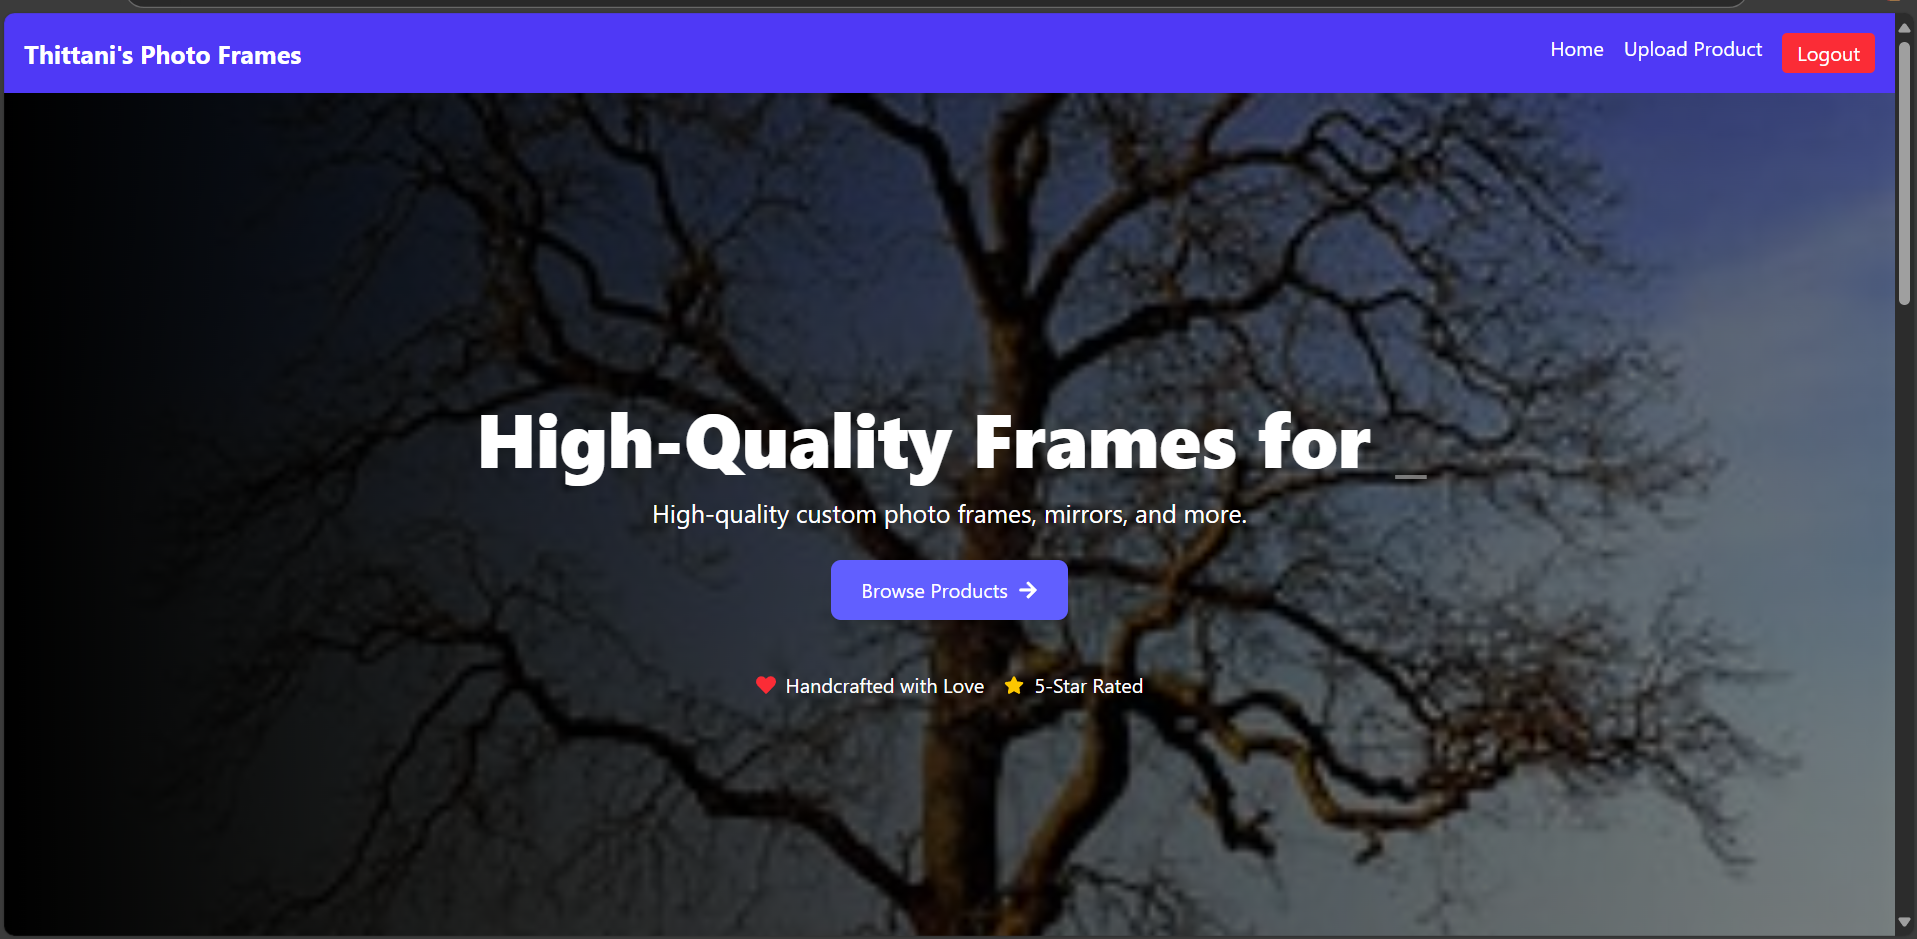 Thittani's Photo Frames
Home Upload Product Logout
High-Quality Frames for _
High-quality custom photo frames, mirrors, and more.
Browse Products →
Handcrafted with Love 5-Star Rated